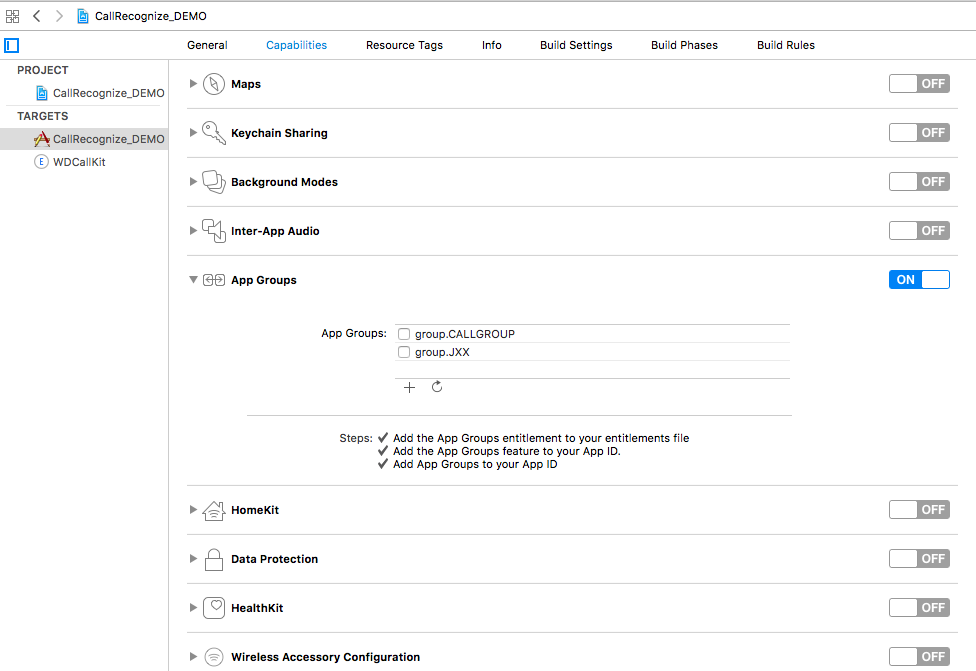 CallRecognize_DEMO
General Capabilities Resource Tags Info Build Settings Build Phases Build Rules
PROJECT
CallRecognize_DEMO
TARGETS
CallRecognize_DEMO
E WDCallKit
Maps OFF
Keychain Sharing OFF
Background Modes OFF
Inter-App Audio OFF
App Groups ON
App Groups: group.CALLGROUP
group.JXX
Steps: ✔ Add the App Groups entitlement to your entitlements file
✔ Add the App Groups feature to your App ID.
✔ Add App Groups to your App ID
HomeKit OFF
Data Protection OFF
HealthKit OFF
Wireless Accessory Configuration OFF